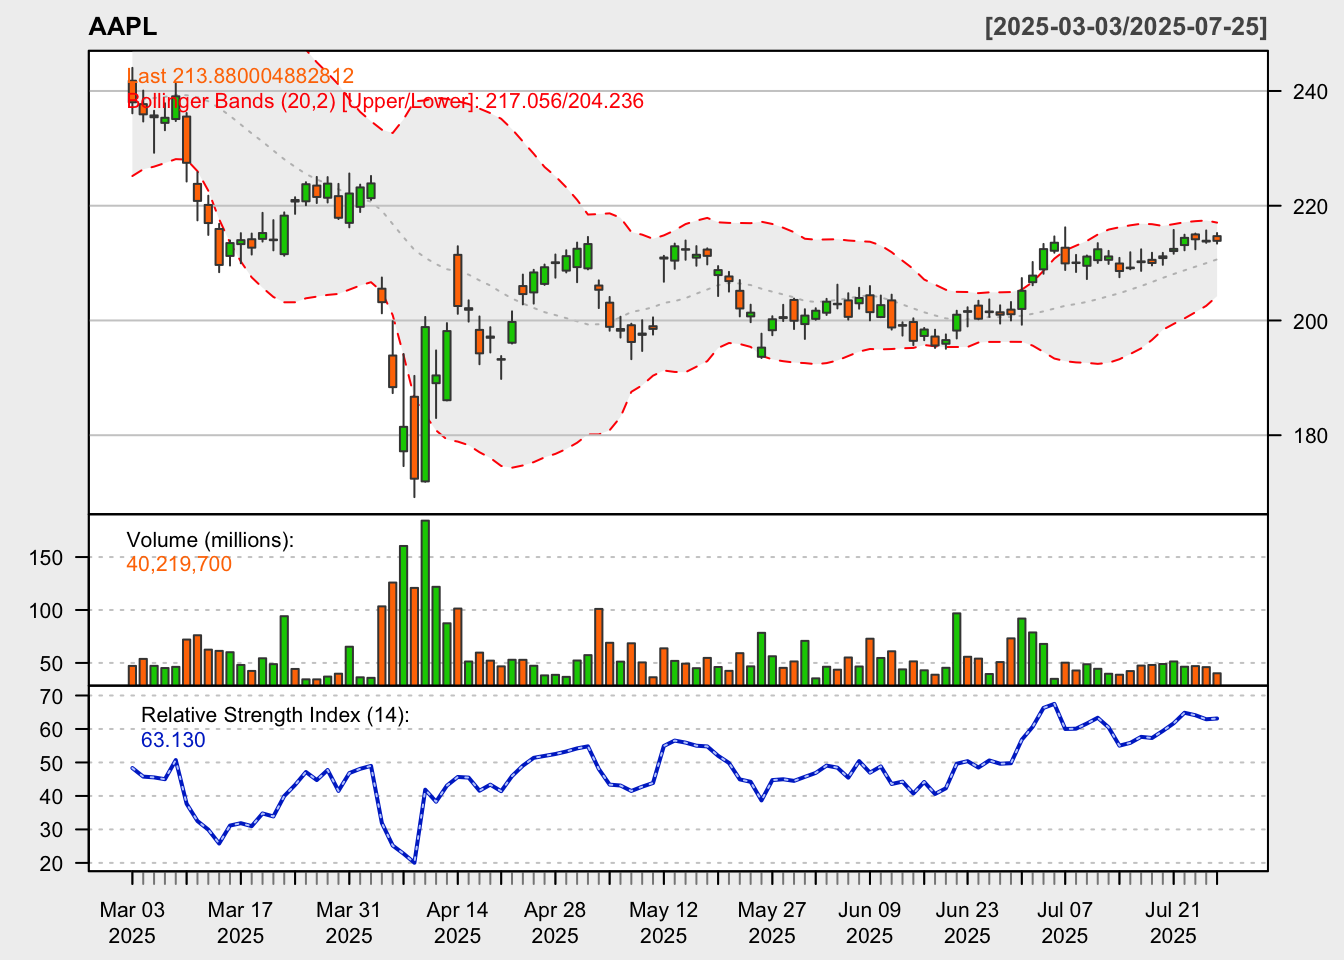 AAPL [2025-03-03/2025-07-25]
Last 213.880004882812
Bollinger Bands (20,2) [Upper/Lower]: 217.056/204.236
240
220
200
180
Volume (millions):
40,219,700
150
100
50
Relative Strength Index (14):
63.130
70
60
50
40
30
20
Mar 03 2025
Mar 17 2025
Mar 31 2025
Apr 14 2025
Apr 28 2025
May 12 2025
May 27 2025
Jun 09 2025
Jun 23 2025
Jul 07 2025
Jul 21 2025